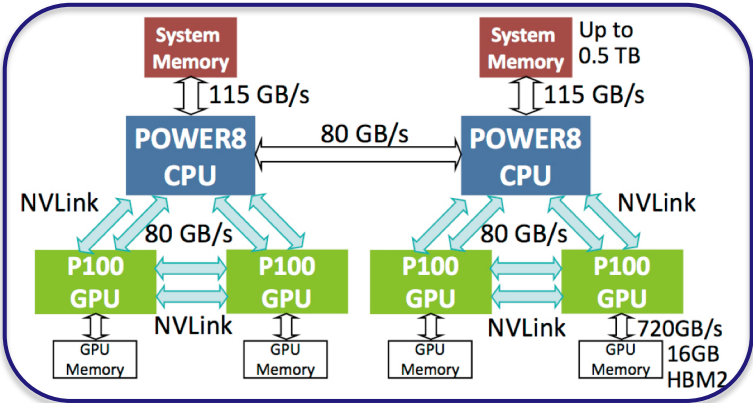 System
Memory
System
Memory
Up to
0.5 TB
115 GB/s
115 GB/s
POWER8
CPU
80 GB/s
POWER8
CPU
NVLink
NVLink
80 GB/s
80 GB/s
P100
GPU
P100
GPU
P100
GPU
P100
GPU
NVLink
NVLink
GPU
Memory
GPU
Memory
GPU
Memory
GPU
Memory
720GB/s
16GB
HBM2